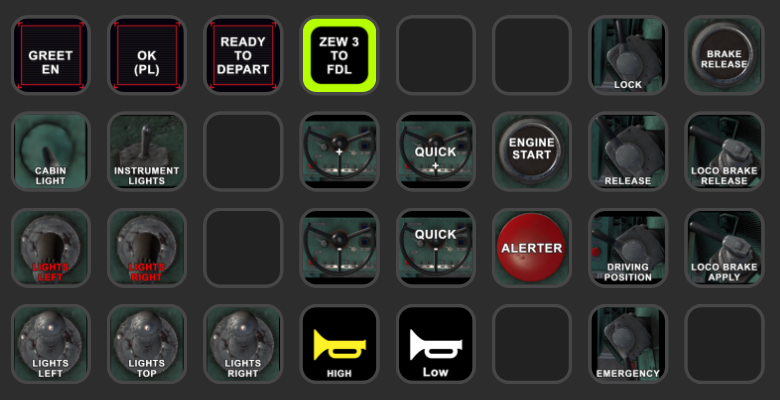 GREET
EN
OK
(PL)
READY
TO
DEPART
ZEW 3
TO
FDL
LOCK
BRAKE
RELEASE
CABIN
LIGHT
INSTRUMENT
LIGHTS
+
QUICK
+
ENGINE
START
RELEASE
LOCO BRAKE
RELEASE
LIGHTS
LEFT
LIGHTS
RIGHT
-
QUICK
-
ALERTER
DRIVING
POSITION
LOCO BRAKE
APPLY
LIGHTS
LEFT
LIGHTS
TOP
LIGHTS
RIGHT
HIGH
Low
EMERGENCY